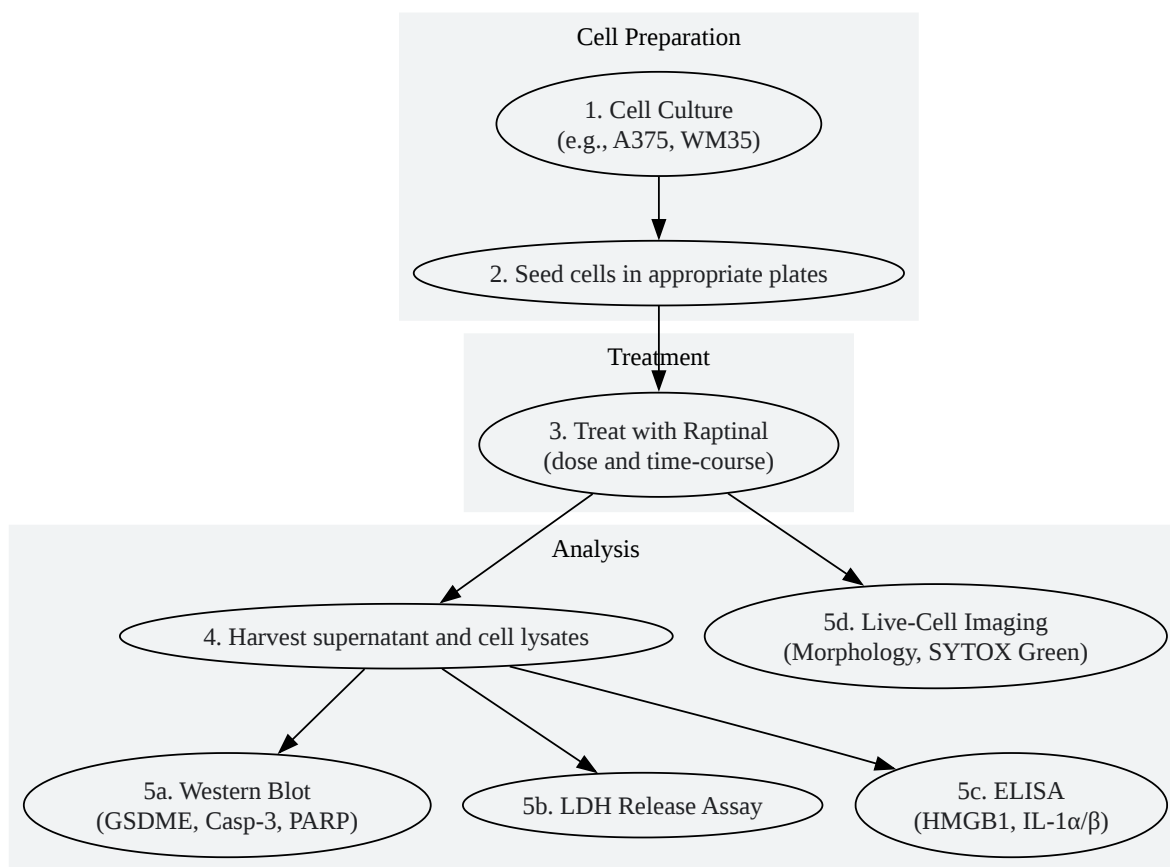 Cell Preparation
1. Cell Culture
(e.g., A375, WM35)
2. Seed cells in appropriate plates
Treatment
3. Treat with Raptinal
(dose and time-course)
Analysis
4. Harvest supernatant and cell lysates
5d. Live-Cell Imaging
(Morphology, SYTOX Green)
5a. Western Blot
(GSDME, Casp-3, PARP)
5b. LDH Release Assay
5c. ELISA
(HMGB1, IL-1α/β)